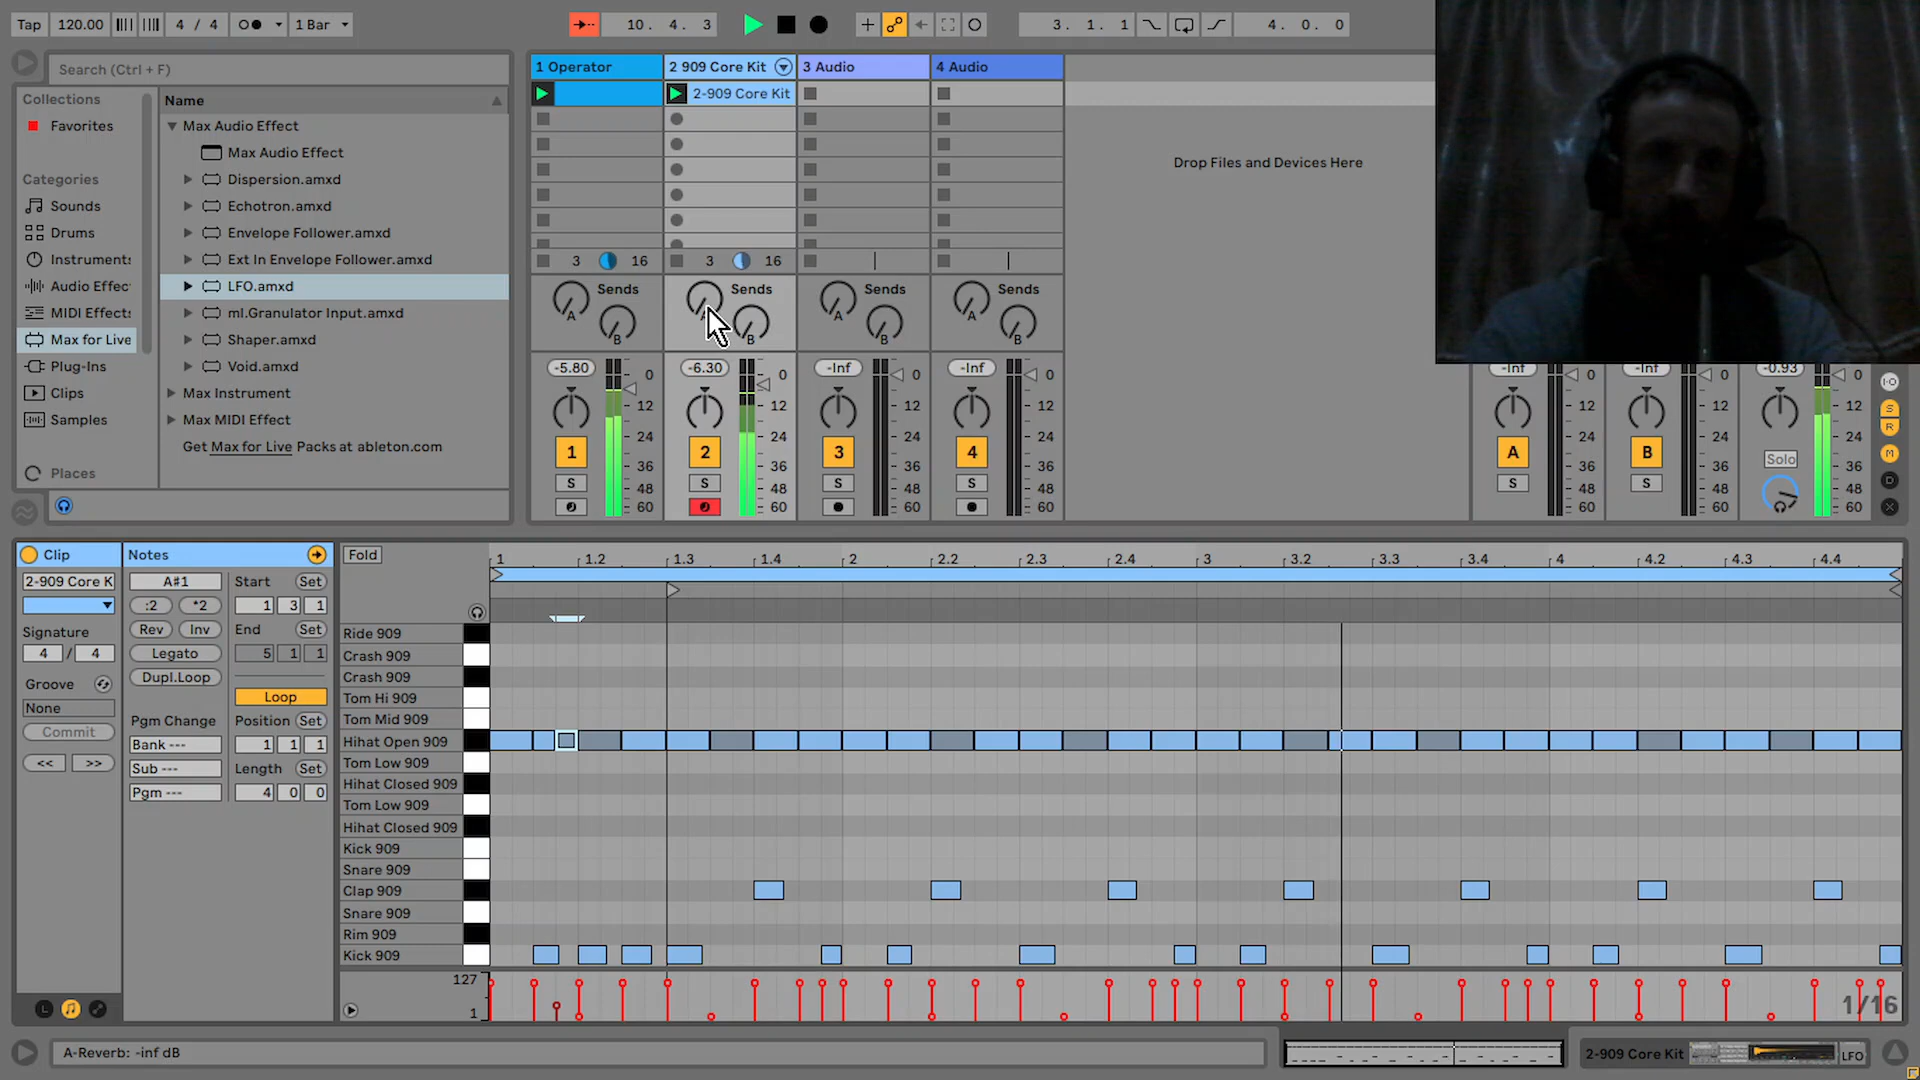 Tap 120.00 4 / 4 1 Bar 10. 4. 3 3. 1. 1 4. 0. 0
Search (Ctrl + F)
Collections
Favorites
Categories
Sounds
Drums
Instruments
Audio Effec
MIDI Effects
Max for Live
Plug-Ins
Clips
Samples
Places
Name
Max Audio Effect
Max Audio Effect
Dispersion.amxd
Echotron.amxd
Envelope Follower.amxd
Ext In Envelope Follower.amxd
LFO.amxd
ml.Granulator Input.amxd
Shaper.amxd
Void.amxd
Max Instrument
Max MIDI Effect
Get Max for Live Packs at ableton.com
1 Operator 2 909 Core Kit 3 Audio 4 Audio
2-909 Core Kit
Drop Files and Devices Here
3 16 3 16
Sends Sends Sends Sends
A A A A
B B B B
-5.80 0 -6.30 0 -Inf 0 -Inf 0 -Inf 0 -Inf 0 -0.93 0
12 12 12 12 12 12 12
24 24 24 24 24 24 24
1 2 3 4 A B Solo
36 36 36 36 36 36 36
S S S S S S
48 48 48 48 48 48 48
60 60 60 60 60 60 60
I·O
S
R
M
D
X
Clip
2-909 Core K
Signature
4 / 4
Groove
None
Commit
<< >>
Notes
A#1
:2 *2
Rev Inv
Legato
Dupl.Loop
Pgm Change
Bank ---
Sub ---
Pgm ---
Start Set
1 3 1
End Set
5 1 1
Loop
Position Set
1 1 1
Length Set
4 0 0
Fold
1 1.2 1.3 1.4 2 2.2 2.3 2.4 3 3.2 3.3 3.4 4 4.2 4.3 4.4
Ride 909
Crash 909
Crash 909
Tom Hi 909
Tom Mid 909
Hihat Open 909
Tom Low 909
Hihat Closed 909
Tom Low 909
Hihat Closed 909
Kick 909
Snare 909
Clap 909
Snare 909
Rim 909
Kick 909
127
1
1/16
L
A-Reverb: -inf dB
2-909 Core Kit LFO